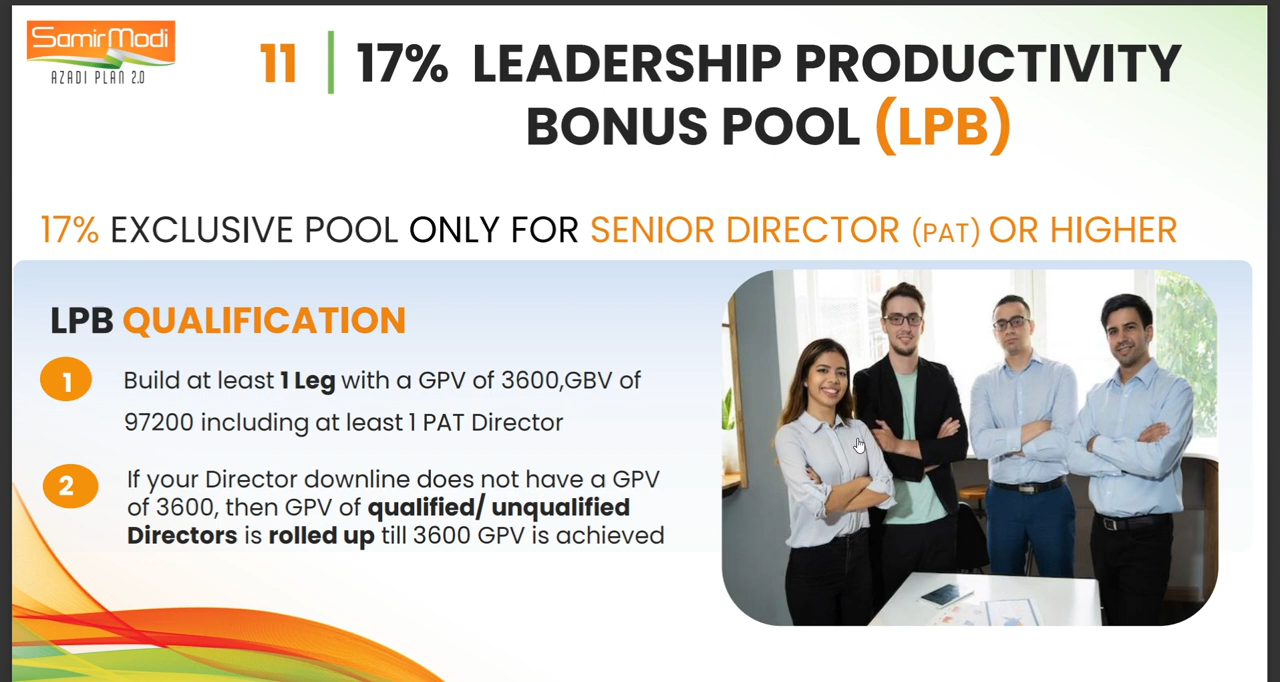 SamirModi
AZADI PLAN 2.0
11 | 17% LEADERSHIP PRODUCTIVITY
BONUS POOL (LPB)
17% EXCLUSIVE POOL ONLY FOR SENIOR DIRECTOR (PAT) OR HIGHER
LPB QUALIFICATION
1 Build at least 1 Leg with a GPV of 3600,GBV of
97200 including at least 1 PAT Director
2 If your Director downline does not have a GPV
of 3600, then GPV of qualified/ unqualified
Directors is rolled up till 3600 GPV is achieved